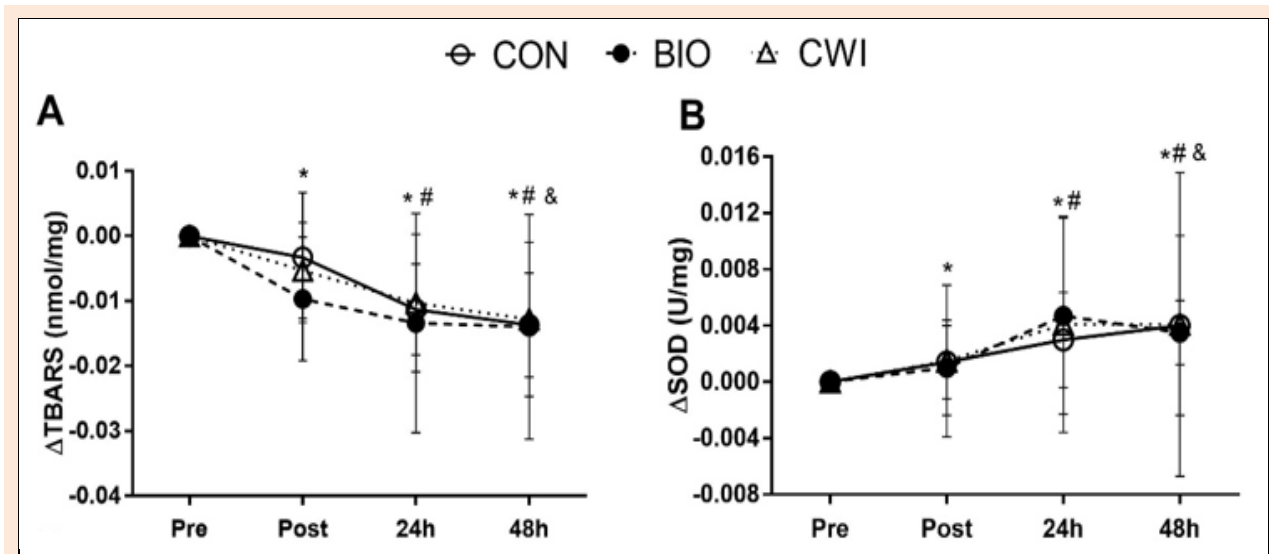 CON BIO CWI
A
ΔTBARS (nmol/mg)
0.01
0.00
-0.01
-0.02
-0.03
-0.04
*
* #
*# &
Pre Post 24h 48h
B
ΔSOD (U/mg)
0.016
0.012
0.008
0.004
0.000
-0.004
-0.008
*
*#
*# &
Pre Post 24h 48h